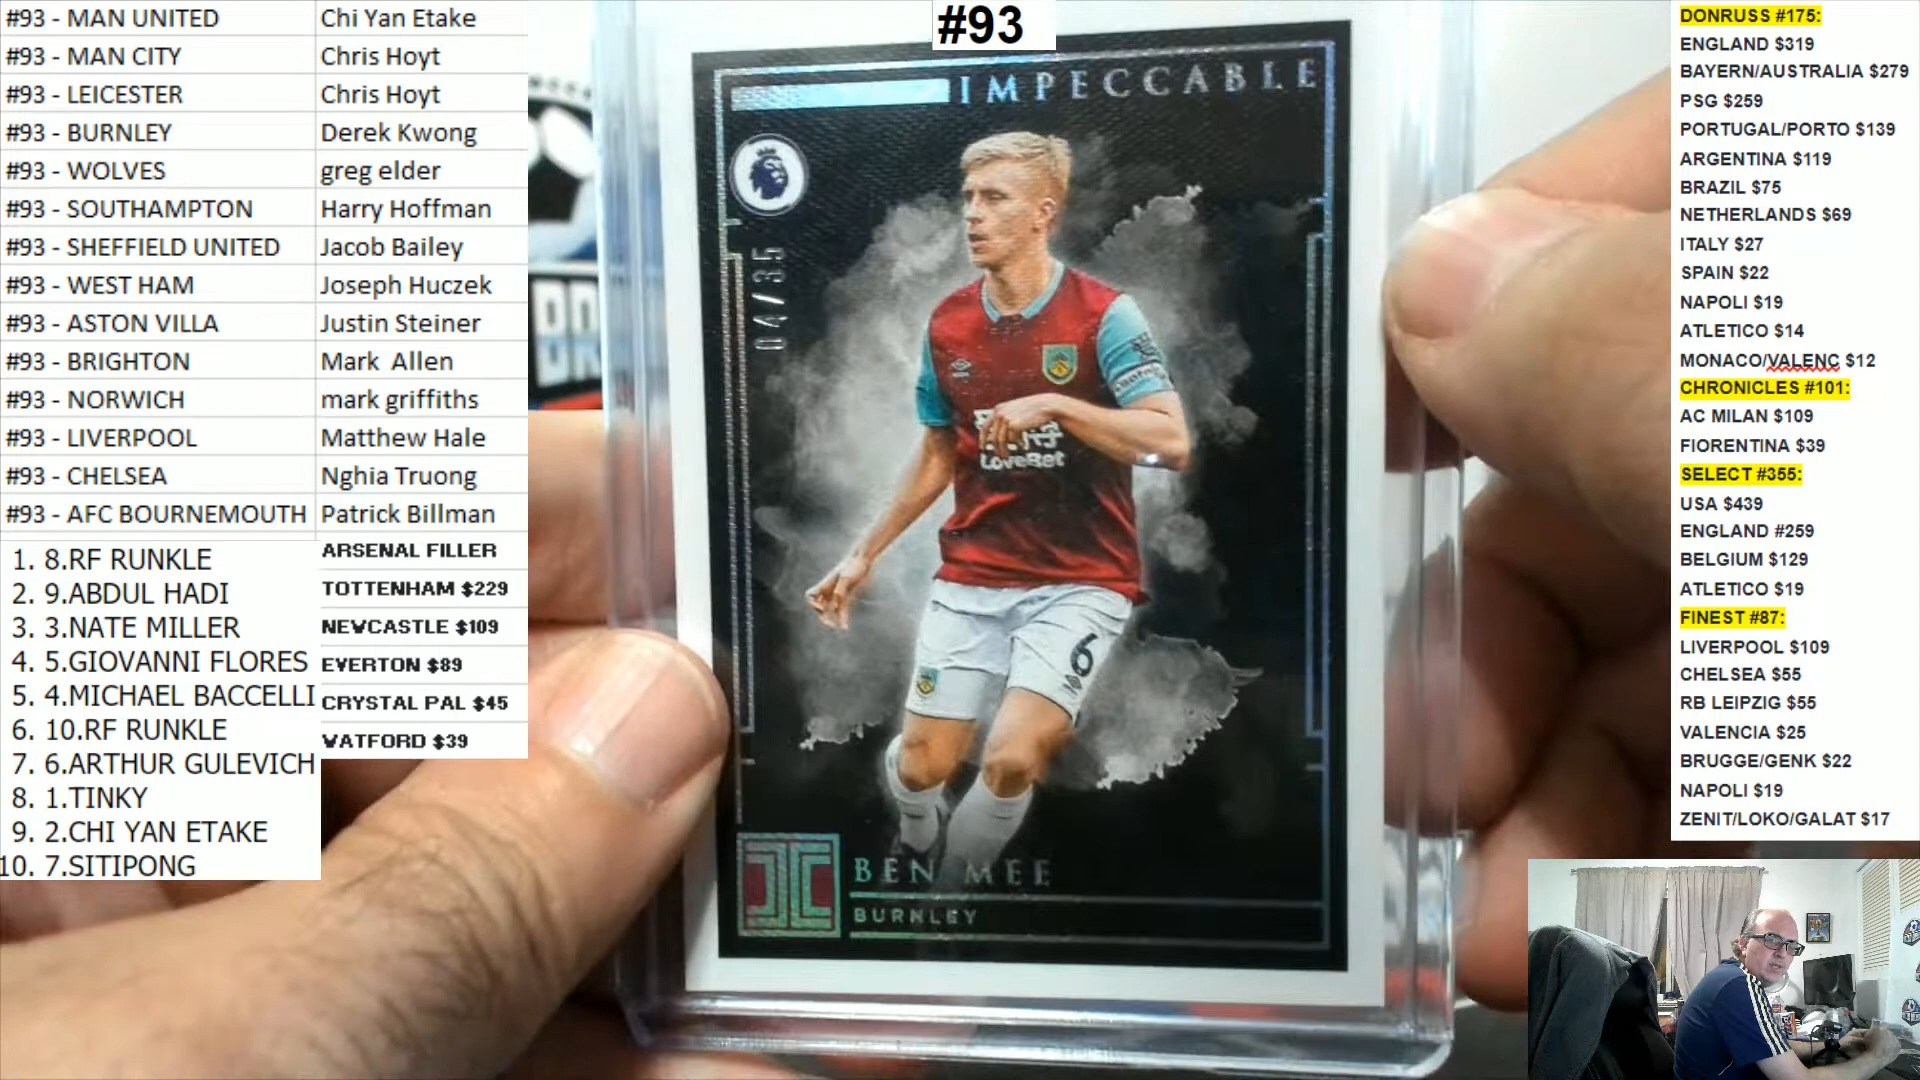 #93 - MAN UNITED Chi Yan Etake
#93 - MAN CITY Chris Hoyt
#93 - LEICESTER Chris Hoyt
#93 - BURNLEY Derek Kwong
#93 - WOLVES greg elder
#93 - SOUTHAMPTON Harry Hoffman
#93 - SHEFFIELD UNITED Jacob Bailey
#93 - WEST HAM Joseph Huczek
#93 - ASTON VILLA Justin Steiner
#93 - BRIGHTON Mark Allen
#93 - NORWICH mark griffiths
#93 - LIVERPOOL Matthew Hale
#93 - CHELSEA Nghia Truong
#93 - AFC BOURNEMOUTH Patrick Billman
1. 8.RF RUNKLE
2. 9.ABDUL HADI
3. 3.NATE MILLER
4. 5.GIOVANNI FLORES
5. 4.MICHAEL BACCELLI
6. 10.RF RUNKLE
7. 6.ARTHUR GULEVICH
8. 1.TINKY
9. 2.CHI YAN ETAKE
10. 7.SITIPONG
ARSENAL FILLER
TOTTENHAM $229
NEWCASTLE $109
EVERTON $89
CRYSTAL PAL $45
WATFORD $39
#93
IMPECCABLE
04/35
LoveBet
6
BEN MEE
BURNLEY
DONRUSS #175:
ENGLAND $319
BAYERN/AUSTRALIA $279
PSG $259
PORTUGAL/PORTO $139
ARGENTINA $119
BRAZIL $75
NETHERLANDS $69
ITALY $27
SPAIN $22
NAPOLI $19
ATLETICO $14
MONACO/VALENC $12
CHRONICLES #101:
AC MILAN $109
FIORENTINA $39
SELECT #355:
USA $439
ENGLAND #259
BELGIUM $129
ATLETICO $19
FINEST #87:
LIVERPOOL $109
CHELSEA $55
RB LEIPZIG $55
VALENCIA $25
BRUGGE/GENK $22
NAPOLI $19
ZENIT/LOKO/GALAT $17